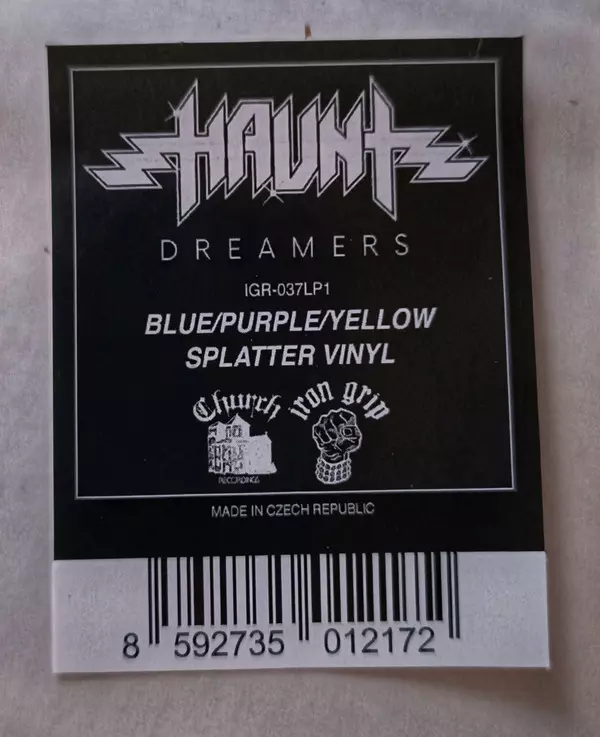 HAUNT
DREAMERS
IGR-037LP1
BLUE/PURPLE/YELLOW
SPLATTER VINYL
Church iron grip
RECORDINGS
MADE IN CZECH REPUBLIC
8 592735 012172